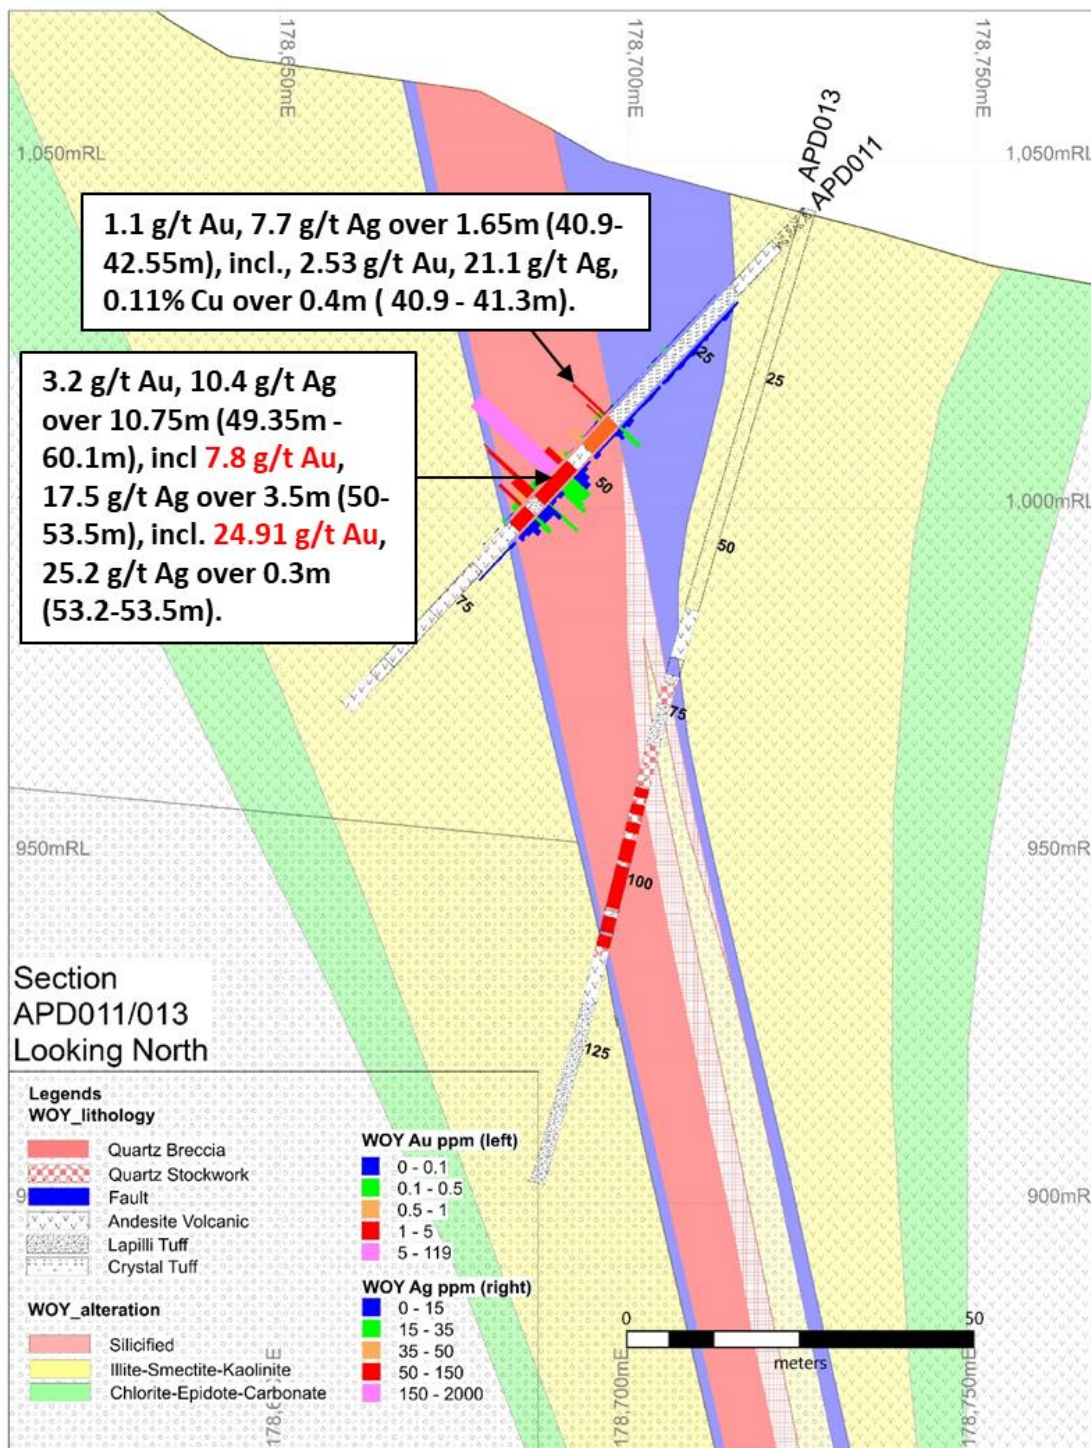 178,650mE
178,700mE
178,750mE
APD013
APD011
1,050mRL
1,050mRL
1.1 g/t Au, 7.7 g/t Ag over 1.65m (40.9-
42.55m), incl., 2.53 g/t Au, 21.1 g/t Ag,
0.11% Cu over 0.4m ( 40.9 - 41.3m).
25
25
3.2 g/t Au, 10.4 g/t Ag
over 10.75m (49.35m -
60.1m), incl 7.8 g/t Au,
17.5 g/t Ag over 3.5m (50-
53.5m), incl. 24.91 g/t Au,
25.2 g/t Ag over 0.3m
(53.2-53.5m).
50
1,000mRL
50
75
75
950mRL
950mR
100
125
Section
APD011/013
Looking North
Legends
WOY_lithology
Quartz Breccia
Quartz Stockwork
Fault
Andesite Volcanic
Lapilli Tuff
Crystal Tuff
WOY_alteration
Silicified
Illite-Smectite-Kaolinite
Chlorite-Epidote-Carbonate
WOY Au ppm (left)
0 - 0.1
0.1 - 0.5
0.5 - 1
1 - 5
5 - 119
WOY Ag ppm (right)
0 - 15
15 - 35
35 - 50
50 - 150
150 - 2000
900mRL
0
50
meters
178,700mE
178,750mE